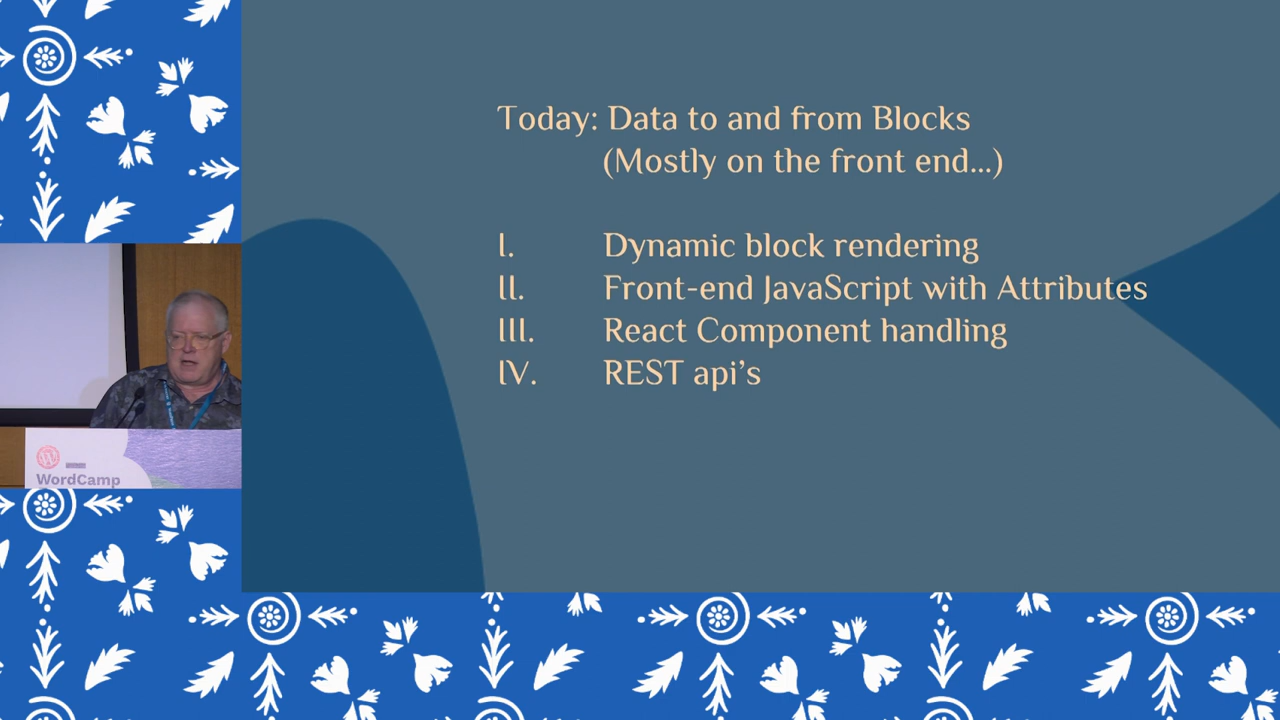 Today: Data to and from Blocks
(Mostly on the front end...)
I. Dynamic block rendering
II. Front-end JavaScript with Attributes
III. React Component handling
IV. REST api's
WordCamp